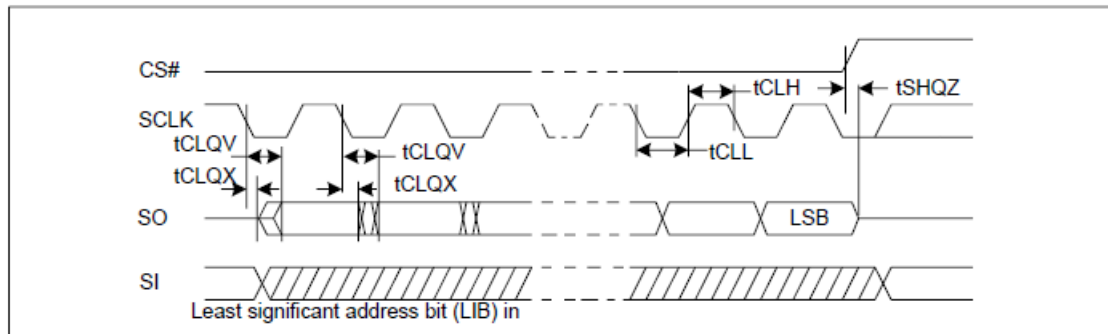 CS#
tCLH
tSHQZ
SCLK
tCLQV
tCLQV
tCLL
tCLQX
tCLQX
SO
LSB
SI
Least significant address bit (LIB) in